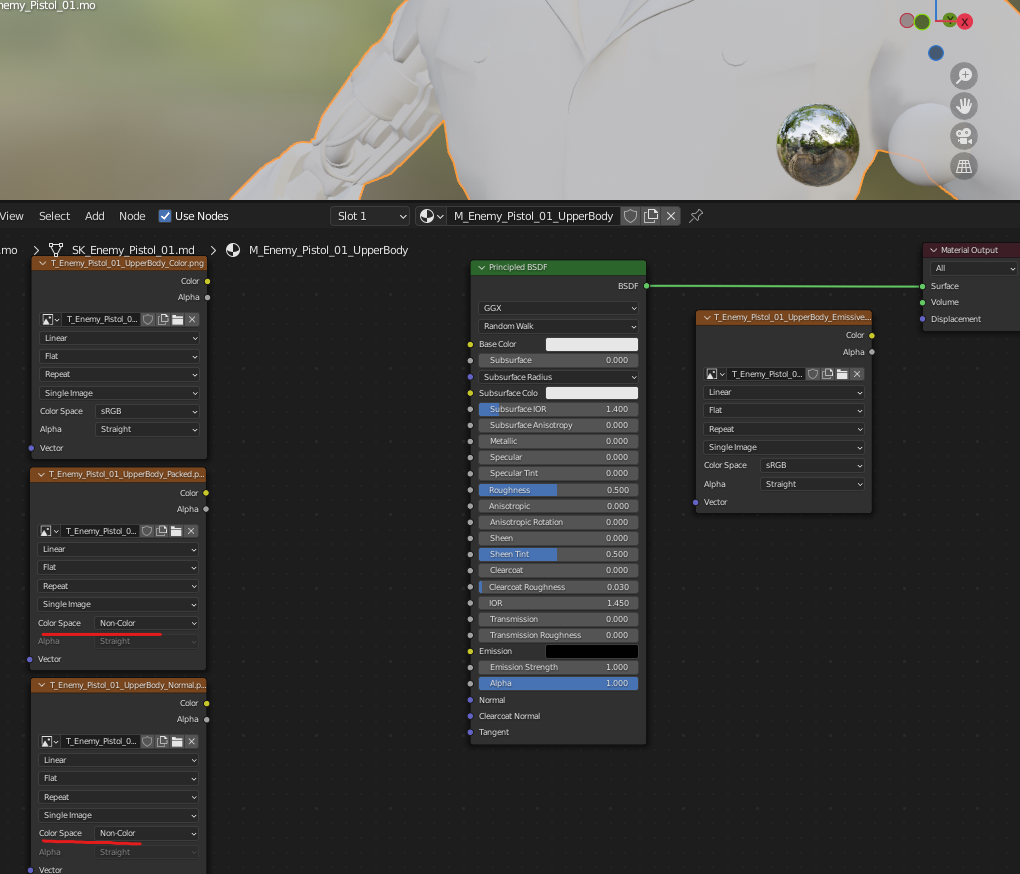 nemy_Pistol_01.mo
Y X
View Select Add Node Use Nodes Slot 1 M_Enemy_Pistol_01_UpperBody
.mo SK_Enemy_Pistol_01.md M_Enemy_Pistol_01_UpperBody
T_Enemy_Pistol_01_UpperBody_Color.png
Color
Alpha
T_Enemy_Pistol_0...
Linear
Flat
Repeat
Single Image
Color Space sRGB
Alpha Straight
Vector
T_Enemy_Pistol_01_UpperBody_Packed.p...
Color
Alpha
T_Enemy_Pistol_0...
Linear
Flat
Repeat
Single Image
Color Space Non-Color
Alpha Straight
Vector
T_Enemy_Pistol_01_UpperBody_Normal.p...
Color
Alpha
T_Enemy_Pistol_0...
Linear
Flat
Repeat
Single Image
Color Space Non-Color
Alpha Straight
Vector
Principled BSDF
BSDF
GGX
Random Walk
Base Color
Subsurface 0.000
Subsurface Radius
Subsurface Colo
Subsurface IOR 1.400
Subsurface Anisotropy 0.000
Metallic 0.000
Specular 0.000
Specular Tint 0.000
Roughness 0.500
Anisotropic 0.000
Anisotropic Rotation 0.000
Sheen 0.000
Sheen Tint 0.500
Clearcoat 0.000
Clearcoat Roughness 0.030
IOR 1.450
Transmission 0.000
Transmission Roughness 0.000
Emission
Emission Strength 1.000
Alpha 1.000
Normal
Clearcoat Normal
Tangent
T_Enemy_Pistol_01_UpperBody_Emissive...
Color
Alpha
T_Enemy_Pistol_0...
Linear
Flat
Repeat
Single Image
Color Space sRGB
Alpha Straight
Vector
Material Output
All
Surface
Volume
Displacement